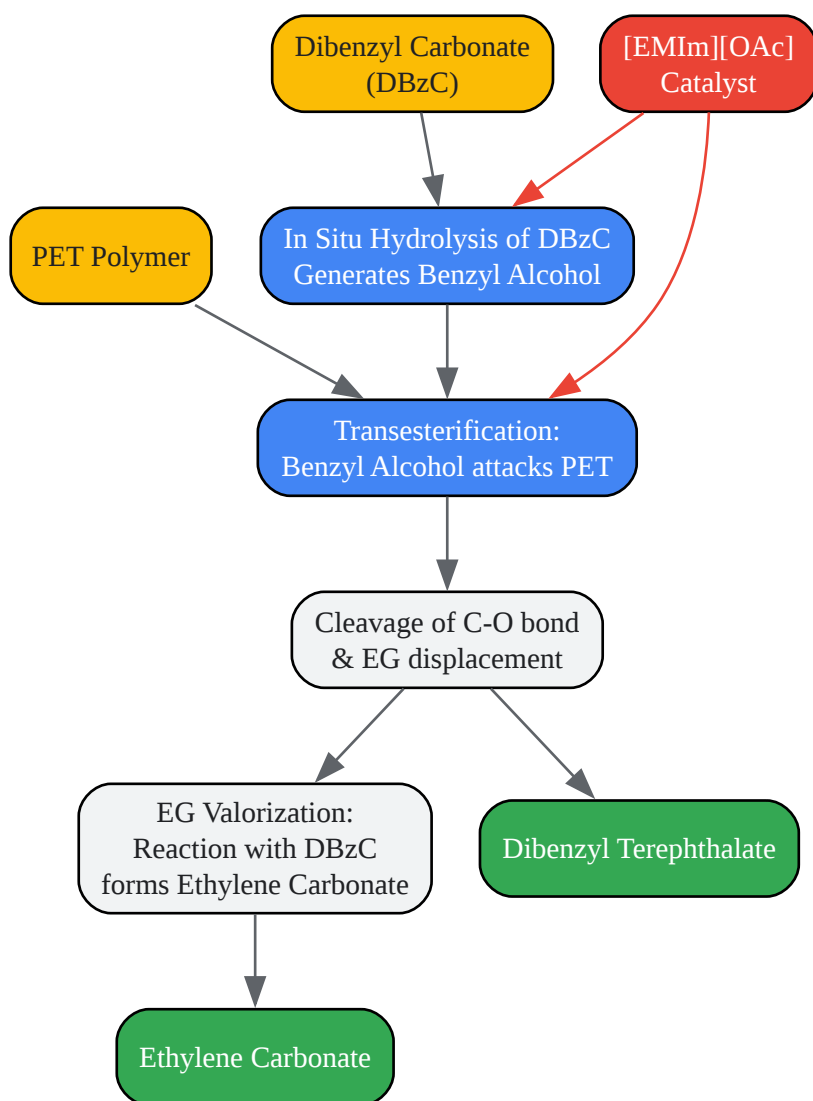 Dibenzyl Carbonate
(DBzC)
[EMIm][OAc]
Catalyst
PET Polymer
In Situ Hydrolysis of DBzC
Generates Benzyl Alcohol
Transesterification:
Benzyl Alcohol attacks PET
Cleavage of C-O bond
& EG displacement
EG Valorization:
Reaction with DBzC
forms Ethylene Carbonate
Dibenzyl Terephthalate
Ethylene Carbonate